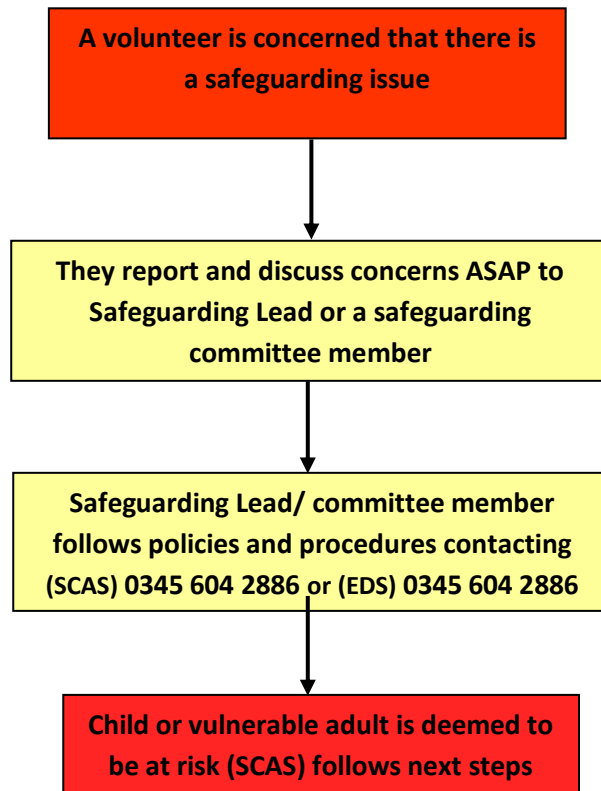 A volunteer is concerned that there is
a safeguarding issue
They report and discuss concerns ASAP to
Safeguarding Lead or a safeguarding
committee member
Safeguarding Lead/ committee member
follows policies and procedures contacting
(SCAS) 0345 604 2886 or (EDS) 0345 604 2886
Child or vulnerable adult is deemed to
be at risk (SCAS) follows next steps